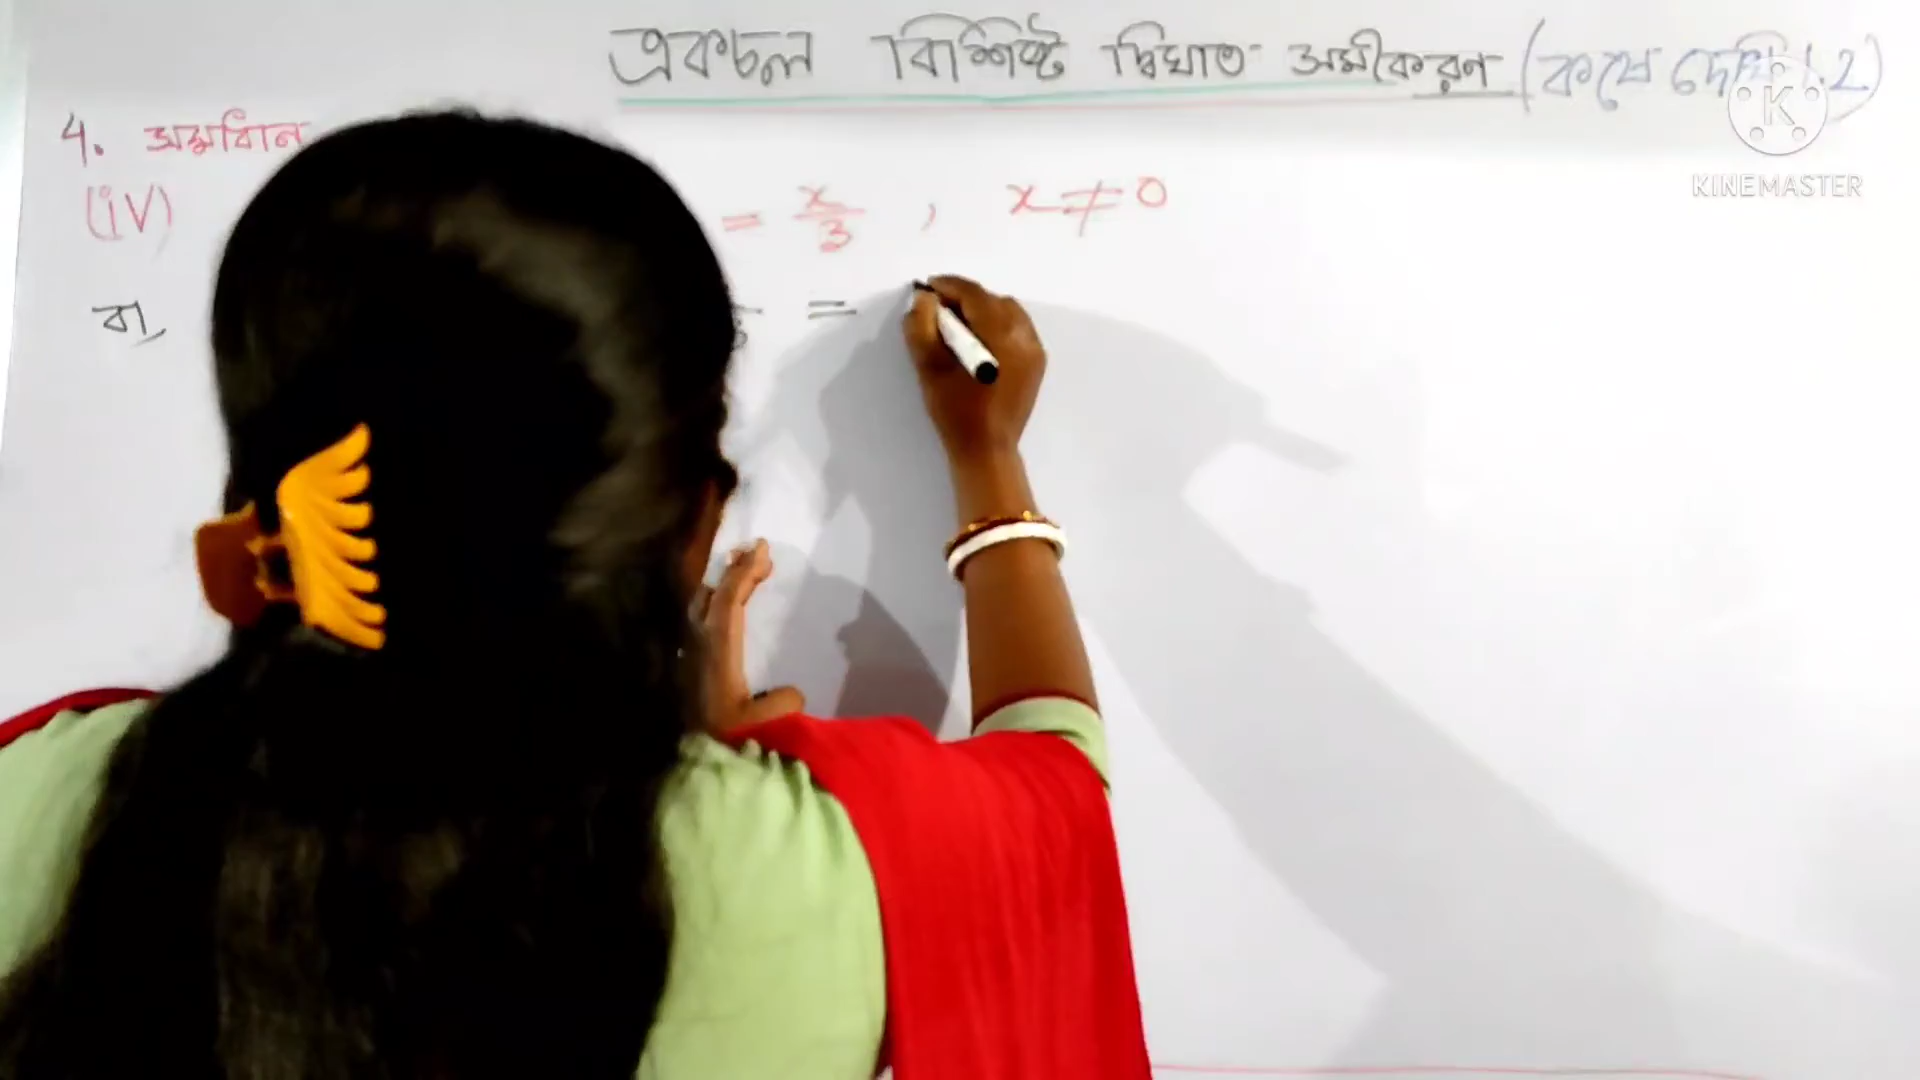 একচল বিশিষ্ট দ্বিঘাত সমীকরণ (কষে দেখি 1.2)
4. সমাধান
(iv) = x/3 , x ≠ 0
বা, =
KINEMASTER